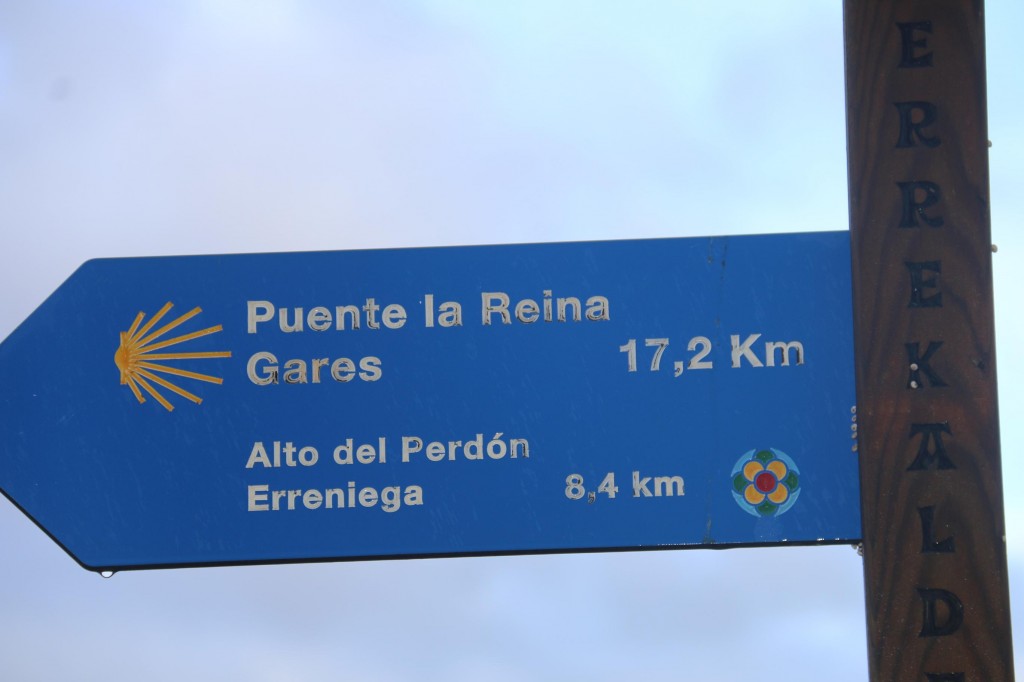 Puente la Reina
Gares 17,2 Km
Alto del Perdón
Erreniega 8,4 km
ERREKALDE